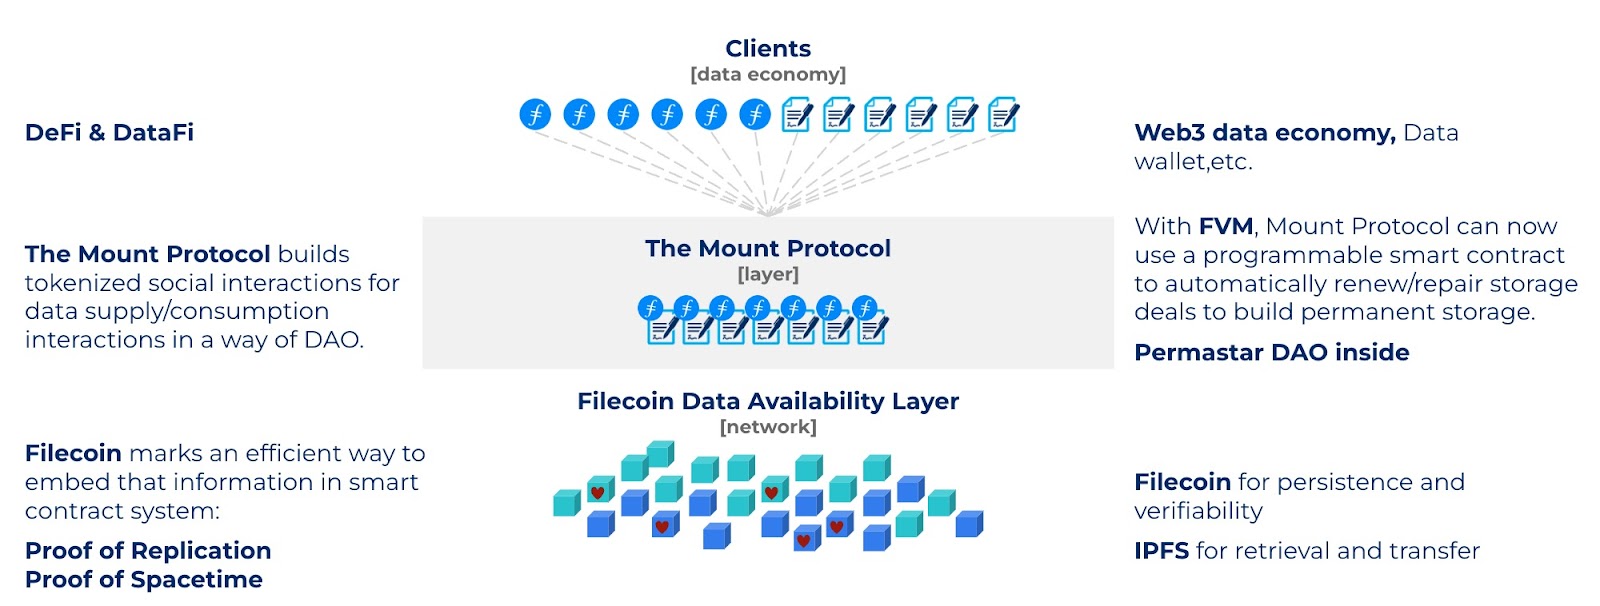 Clients
[data economy]
DeFi & DataFi
Web3 data economy, Data
wallet,etc.
The Mount Protocol
[layer]
The Mount Protocol builds
tokenized social interactions for
data supply/consumption
interactions in a way of DAO.
With FVM, Mount Protocol can now
use a programmable smart contract
to automatically renew/repair storage
deals to build permanent storage.
Permastar DAO inside
Filecoin Data Availability Layer
[network]
Filecoin marks an efficient way to
embed that information in smart
contract system:
Proof of Replication
Proof of Spacetime
Filecoin for persistence and
verifiability
IPFS for retrieval and transfer